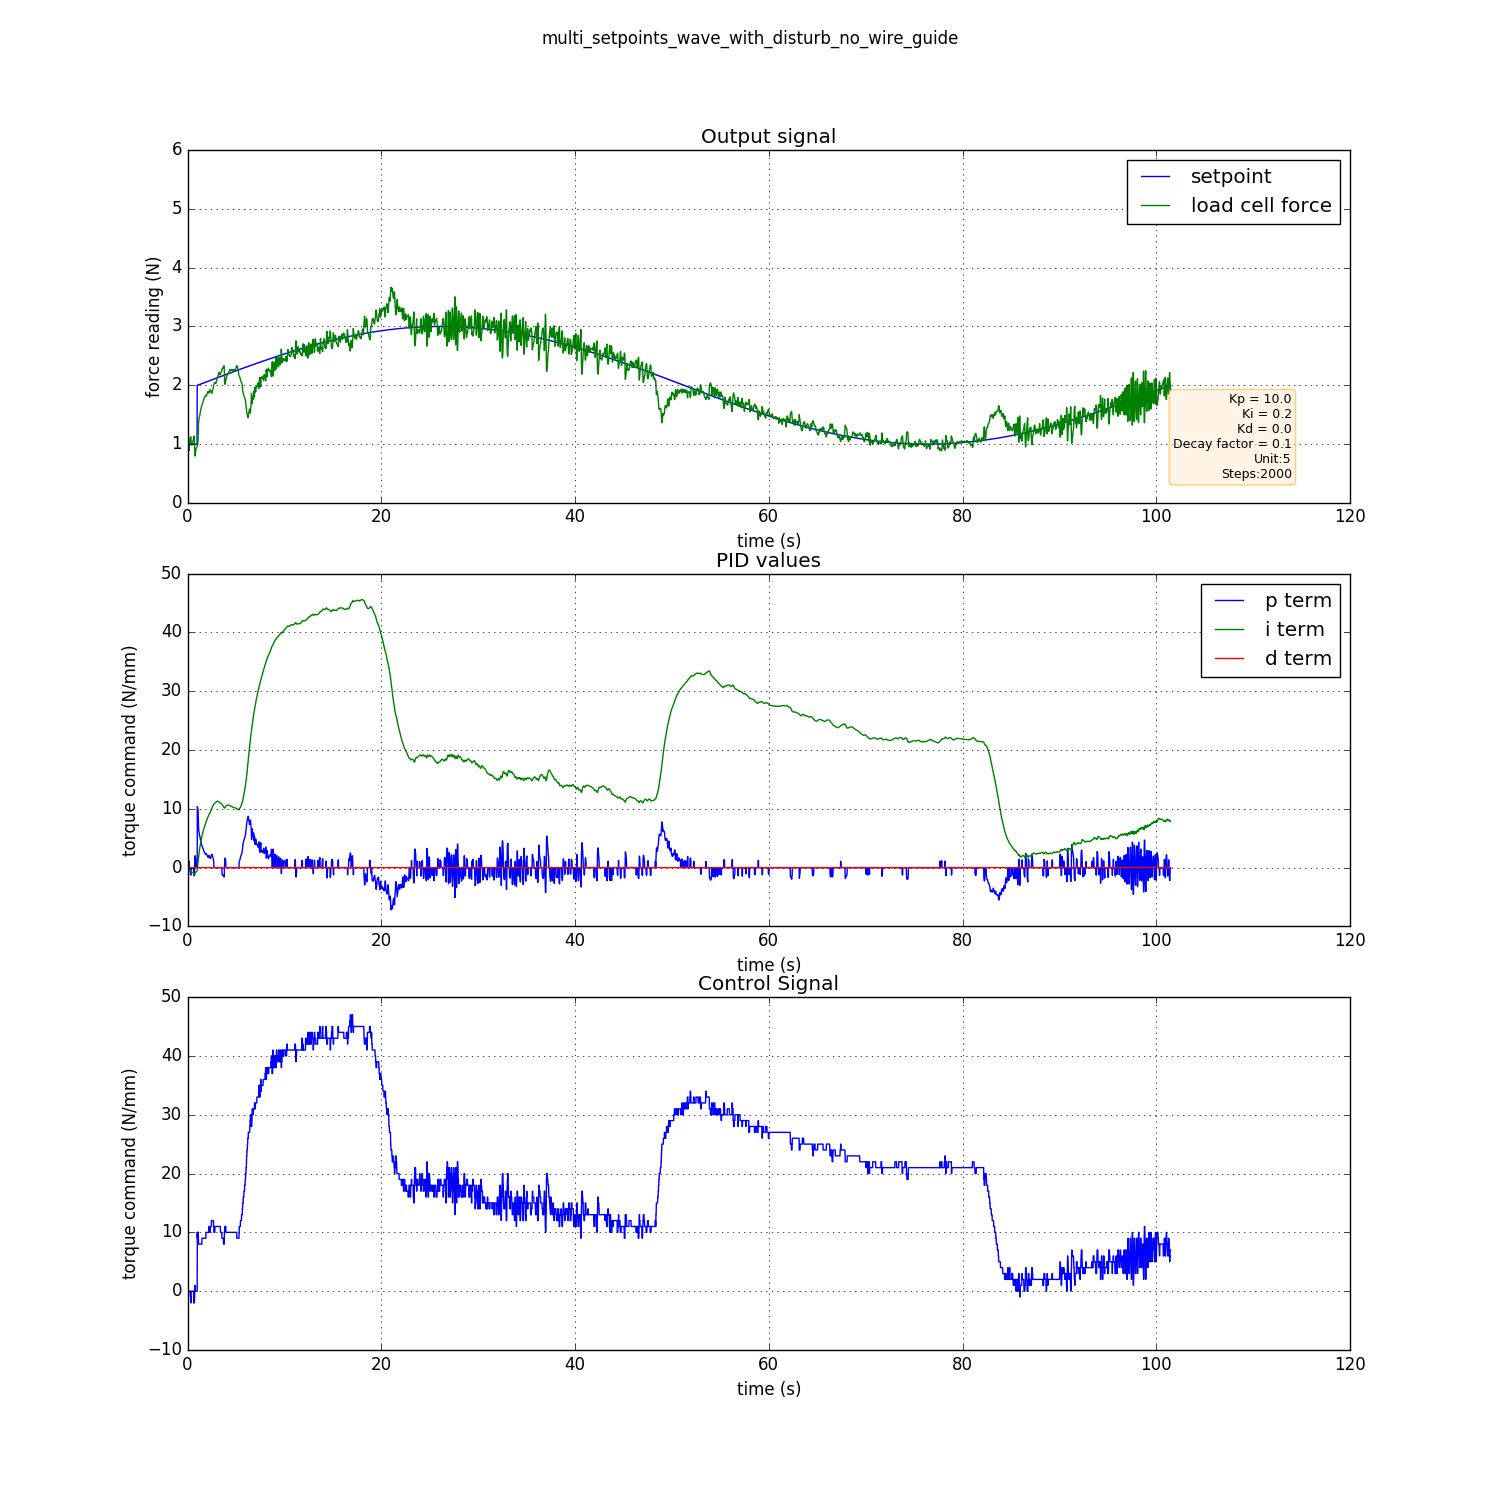 multi_setpoints_wave_with_disturb_no_wire_guide
Output signal
6
5
4
3
2
1
0
force reading (N)
setpoint
load cell force
Kp = 10.0
Ki = 0.2
Kd = 0.0
Decay factor = 0.1
Unit:5
Steps:2000
0 20 40 60 80 100 120
time (s)
PID values
50
40
30
20
10
0
−10
torque command (N/mm)
p term
i term
d term
0 20 40 60 80 100 120
time (s)
Control Signal
50
40
30
20
10
0
−10
torque command (N/mm)
0 20 40 60 80 100 120
time (s)